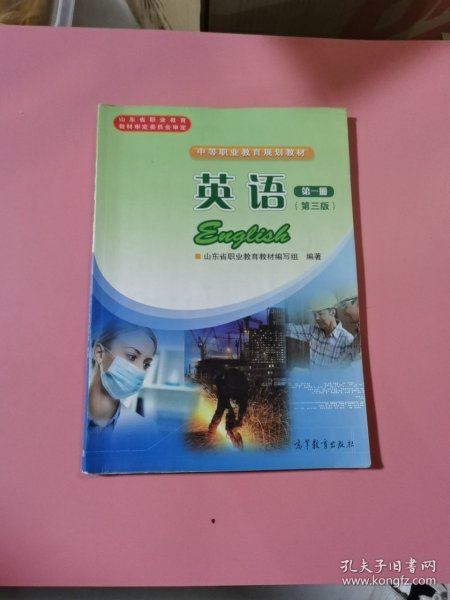 山东省职业教育
教材审定委员会审定
中等职业教育规划教材
英语 第一册
（第三版）
English
山东省职业教育教材编写组 编著
高等教育出版社
孔夫子旧书网
www.kongfz.com